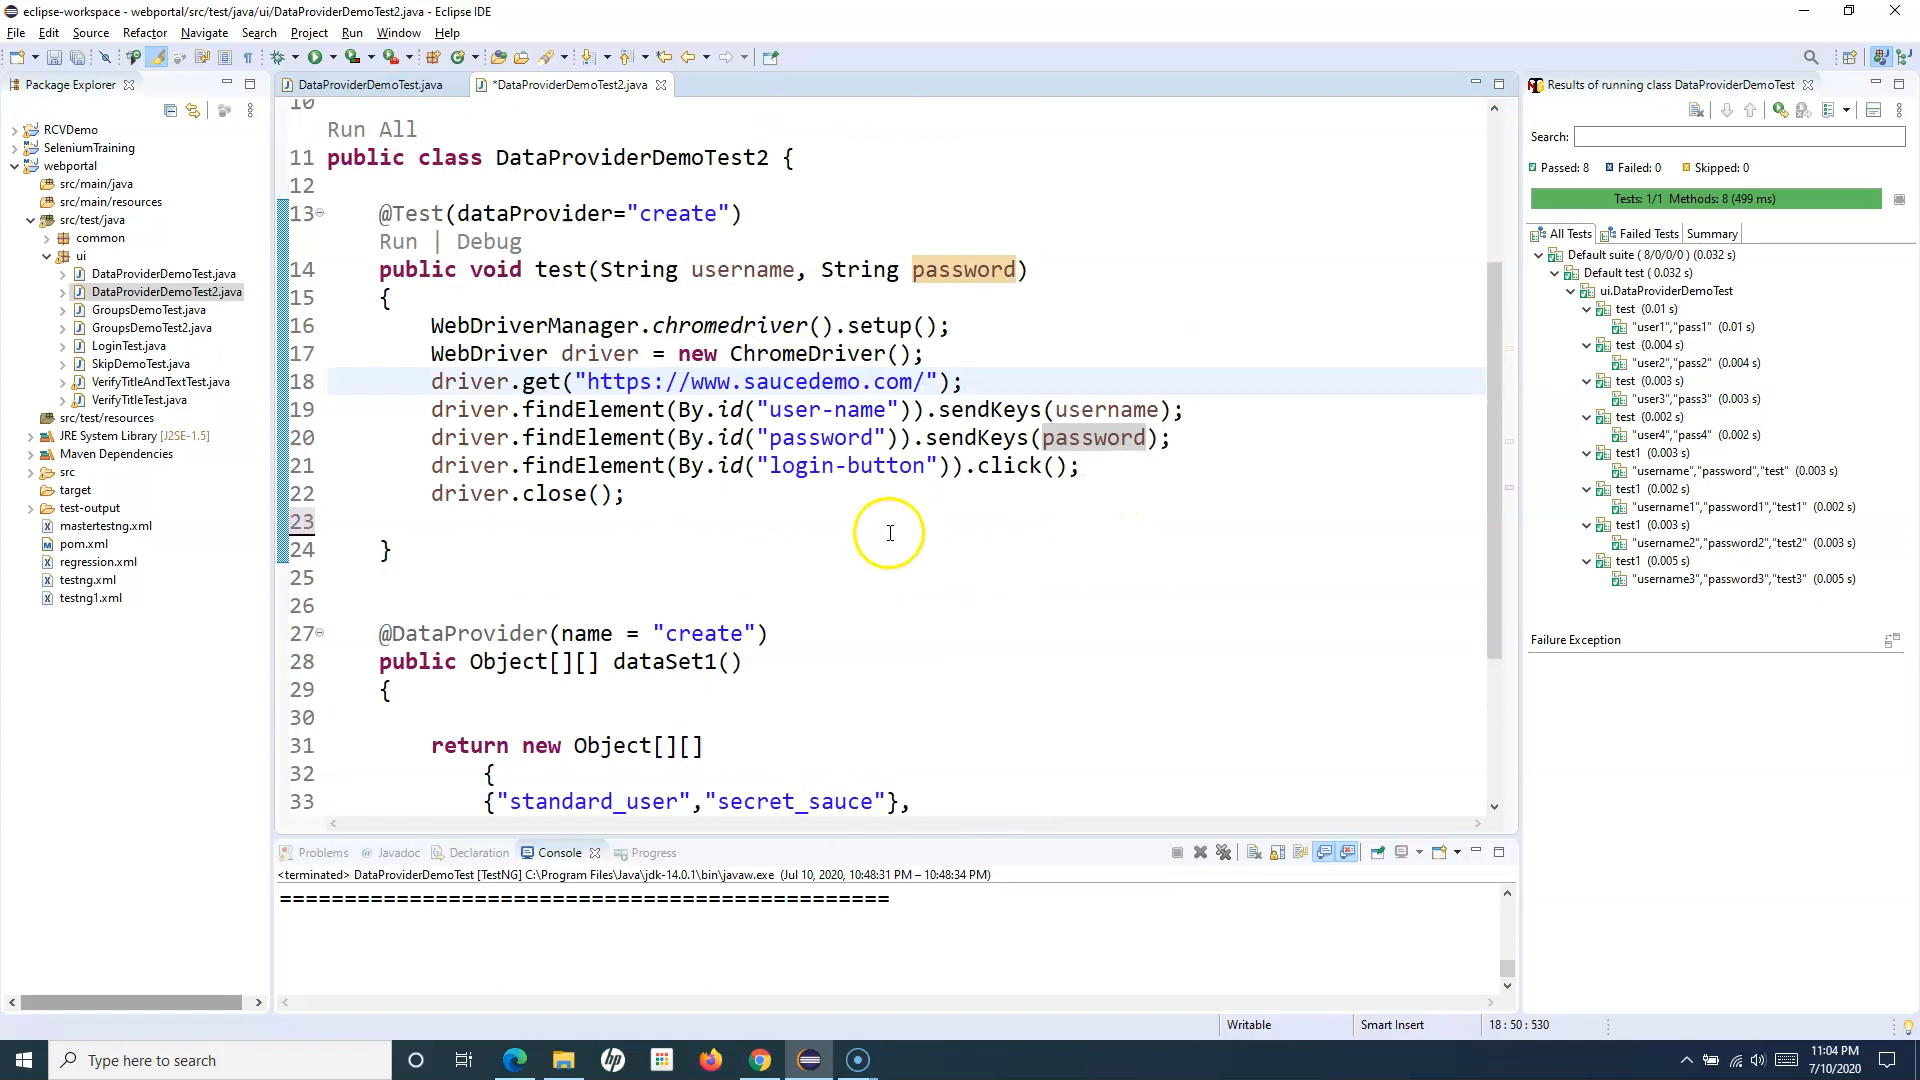 eclipse-workspace - webportal/src/test/java/ui/DataProviderDemoTest2.java - Eclipse IDE
File Edit Source Refactor Navigate Search Project Run Window Help
Package Explorer
RCVDemo
SeleniumTraining
webportal
src/main/java
src/main/resources
src/test/java
common
ui
DataProviderDemoTest.java
DataProviderDemoTest2.java
GroupsDemoTest.java
GroupsDemoTest2.java
LoginTest.java
SkipDemoTest.java
VerifyTitleAndTextTest.java
VerifyTitleTest.java
src/test/resources
JRE System Library [J2SE-1.5]
Maven Dependencies
src
target
test-output
mastertestng.xml
pom.xml
regression.xml
testng.xml
testng1.xml
DataProviderDemoTest.java *DataProviderDemoTest2.java
10
Run All
11 public class DataProviderDemoTest2 {
12
13 @Test(dataProvider="create")
Run | Debug
14 public void test(String username, String password)
15 {
16 WebDriverManager.chromedriver().setup();
17 WebDriver driver = new ChromeDriver();
18 driver.get("https://www.saucedemo.com/");
19 driver.findElement(By.id("user-name")).sendKeys(username);
20 driver.findElement(By.id("password")).sendKeys(password);
21 driver.findElement(By.id("login-button")).click();
22 driver.close();
23
24 }
25
26
27 @DataProvider(name = "create")
28 public Object[][] dataSet1()
29 {
30
31 return new Object[][]
32 {
33 {"standard_user","secret_sauce"},
Problems @ Javadoc Declaration Console Progress
<terminated> DataProviderDemoTest [TestNG] C:\Program Files\Java\jdk-14.0.1\bin\javaw.exe (Jul 10, 2020, 10:48:31 PM – 10:48:34 PM)
===============================================
Results of running class DataProviderDemoTest
Search:
Passed: 8 Failed: 0 Skipped: 0
Tests: 1/1 Methods: 8 (499 ms)
All Tests Failed Tests Summary
Default suite ( 8/0/0/0 ) (0.032 s)
Default test ( 0.032 s)
ui.DataProviderDemoTest
test (0.01 s)
"user1","pass1" (0.01 s)
test (0.004 s)
"user2","pass2" (0.004 s)
test (0.003 s)
"user3","pass3" (0.003 s)
test (0.002 s)
"user4","pass4" (0.002 s)
test1 (0.003 s)
"username","password","test" (0.003 s)
test1 (0.002 s)
"username1","password1","test1" (0.002 s)
test1 (0.003 s)
"username2","password2","test2" (0.003 s)
test1 (0.005 s)
"username3","password3","test3" (0.005 s)
Failure Exception
Writable Smart Insert 18 : 50 : 530
Type here to search
hp
11:04 PM
7/10/2020